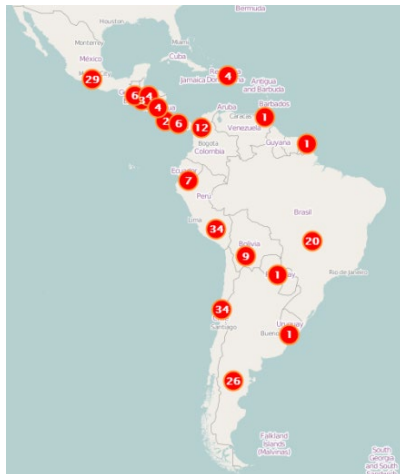 Bermuda
Houston
Monterrey
Miami
México
Cuba
29
4
Jamaica
Antigua
and Barbuda
6
4
3
4
Aruba
Barbados
2
6
12
Caracas
1
Venezuela
Guyana
1
Bogotá
Colombia
Ecuador
7
Perú
Brasil
Lima
34
20
9
Bolivia
1
Rio de Janeiro
34
Santiago
Uruguay
1
26
Falkland
Islands
(Malvinas)
South
Georgia
and South